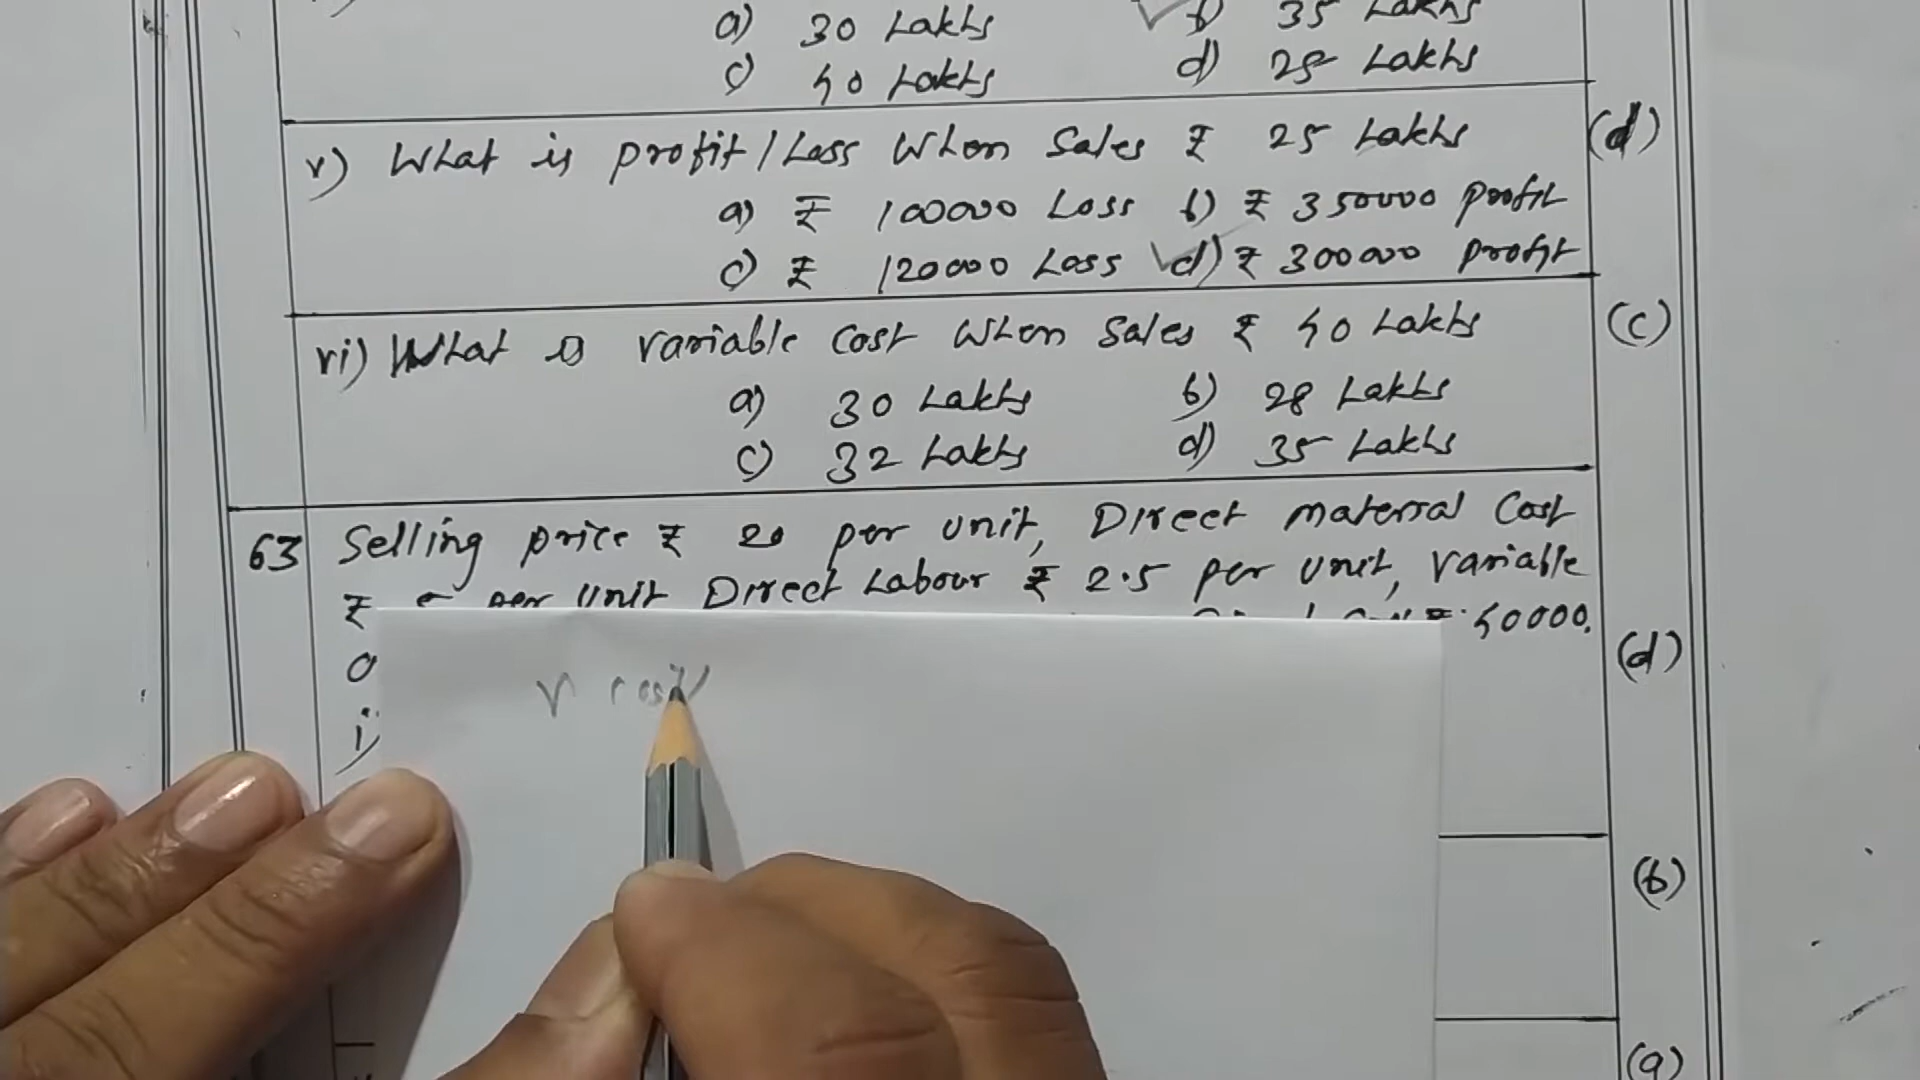 a) 30 Lakhs b) 35 Lakhs
c) 40 Lakhs d) 25 Lakhs
v) What is profit/Loss When Sales ₹ 25 Lakhs (d)
a) ₹ 100000 Loss b) ₹ 350000 profit
c) ₹ 120000 Loss d) ₹ 300000 profit
vi) What is variable cost when sales ₹ 40 Lakhs (c)
a) 30 Lakhs b) 28 Lakhs
c) 32 Lakhs d) 35 Lakhs
63 Selling price ₹ 20 per unit, Direct material Cost
₹ 5 per unit Direct Labour ₹ 2.5 per unit, variable
₹ 40000.
(d)
v cost
i)
(b)
(a)